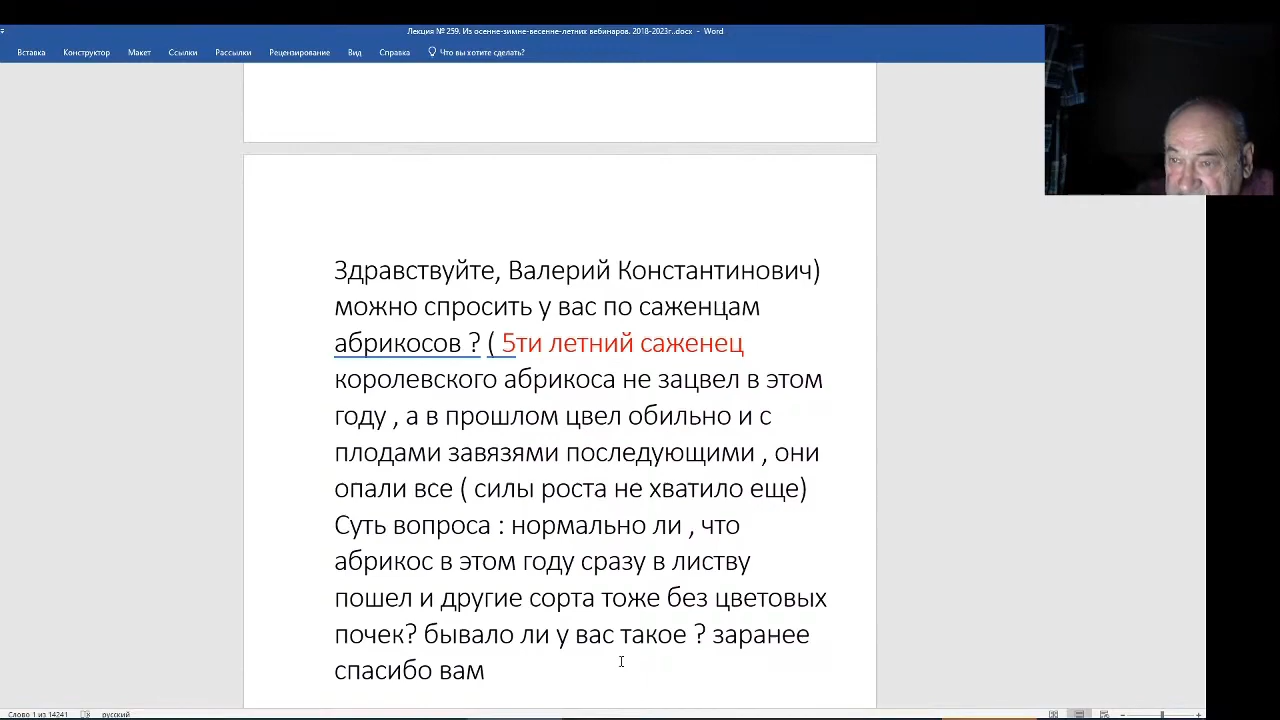 Лекция № 259. Из осенне-зимне-весенне-летних вебинаров. 2018-2023г..docx - Word
Вставка Конструктор Макет Ссылки Рассылки Рецензирование Вид Справка Что вы хотите сделать?
Здравствуйте, Валерий Константинович)
можно спросить у вас по саженцам
абрикосов ? ( 5ти летний саженец
королевского абрикоса не зацвел в этом
году , а в прошлом цвел обильно и с
плодами завязями последующими , они
опали все ( силы роста не хватило еще)
Суть вопроса : нормально ли , что
абрикос в этом году сразу в листву
пошел и другие сорта тоже без цветовых
почек? бывало ли у вас такое ? заранее
спасибо вам
Слово 1 из 14241 русский